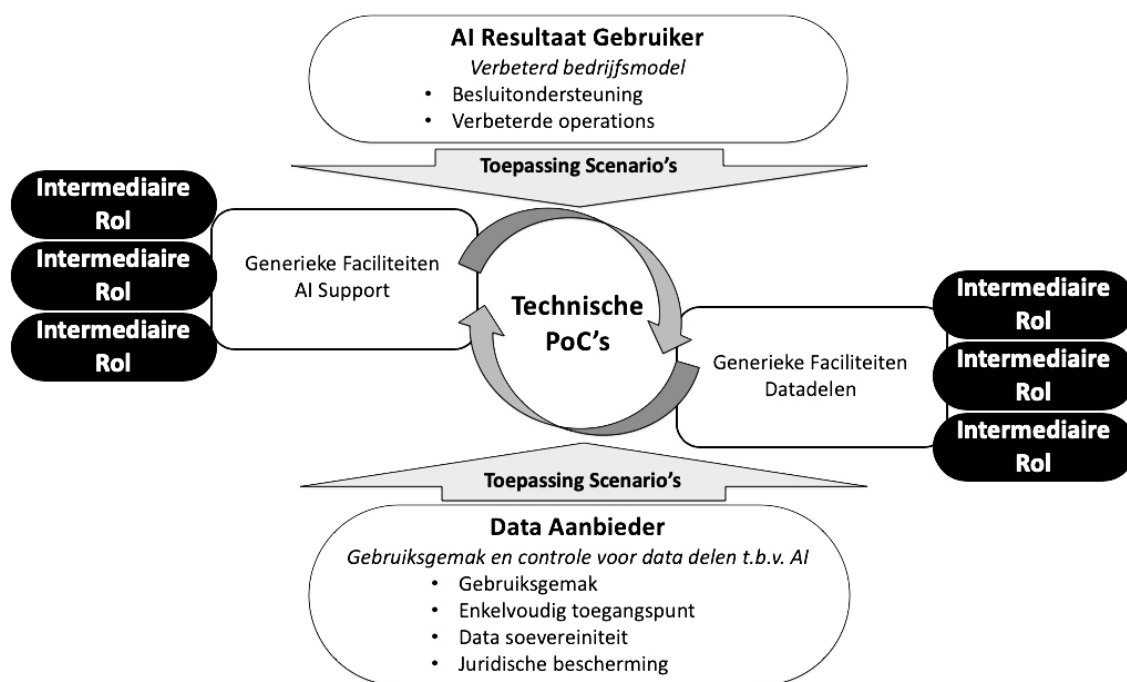 AI Resultaat Gebruiker
Verbeterd bedrijfsmodel
• Besluitondersteuning
• Verbeterde operations
Toepassing Scenario's
Intermediaire
Rol
Intermediaire
Rol
Intermediaire
Rol
Generieke Faciliteiten
AI Support
Technische
PoC's
Generieke Faciliteiten
Datadelen
Intermediaire
Rol
Intermediaire
Rol
Intermediaire
Rol
Toepassing Scenario's
Data Aanbieder
Gebruiksgemak en controle voor data delen t.b.v. AI
• Gebruiksgemak
• Enkelvoudig toegangspunt
• Data soevereiniteit
• Juridische bescherming